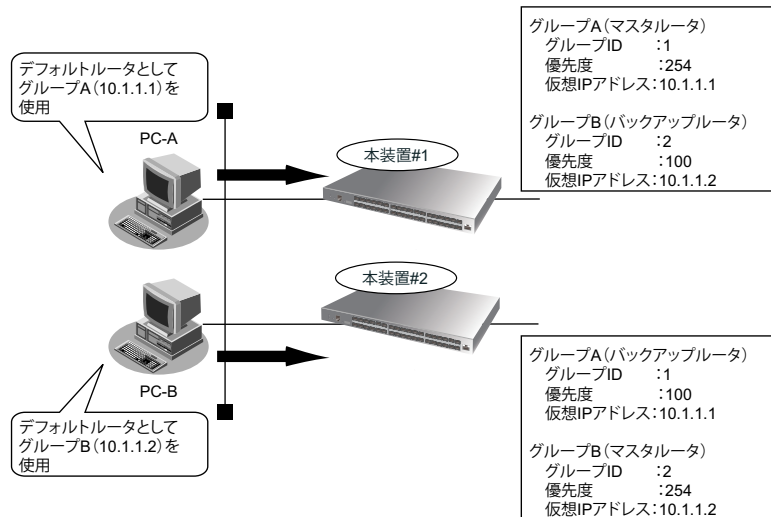 デフォルトルータとして
グループA（10.1.1.1）を
使用
PC-A
本装置#1
グループA（マスタルータ）
グループID :1
優先度 :254
仮想IPアドレス:10.1.1.1
グループB（バックアップルータ）
グループID :2
優先度 :100
仮想IPアドレス:10.1.1.2
本装置#2
PC-B
デフォルトルータとして
グループB（10.1.1.2）を
使用
グループA（バックアップルータ）
グループID :1
優先度 :100
仮想IPアドレス:10.1.1.1
グループB（マスタルータ）
グループID :2
優先度 :254
仮想IPアドレス:10.1.1.2